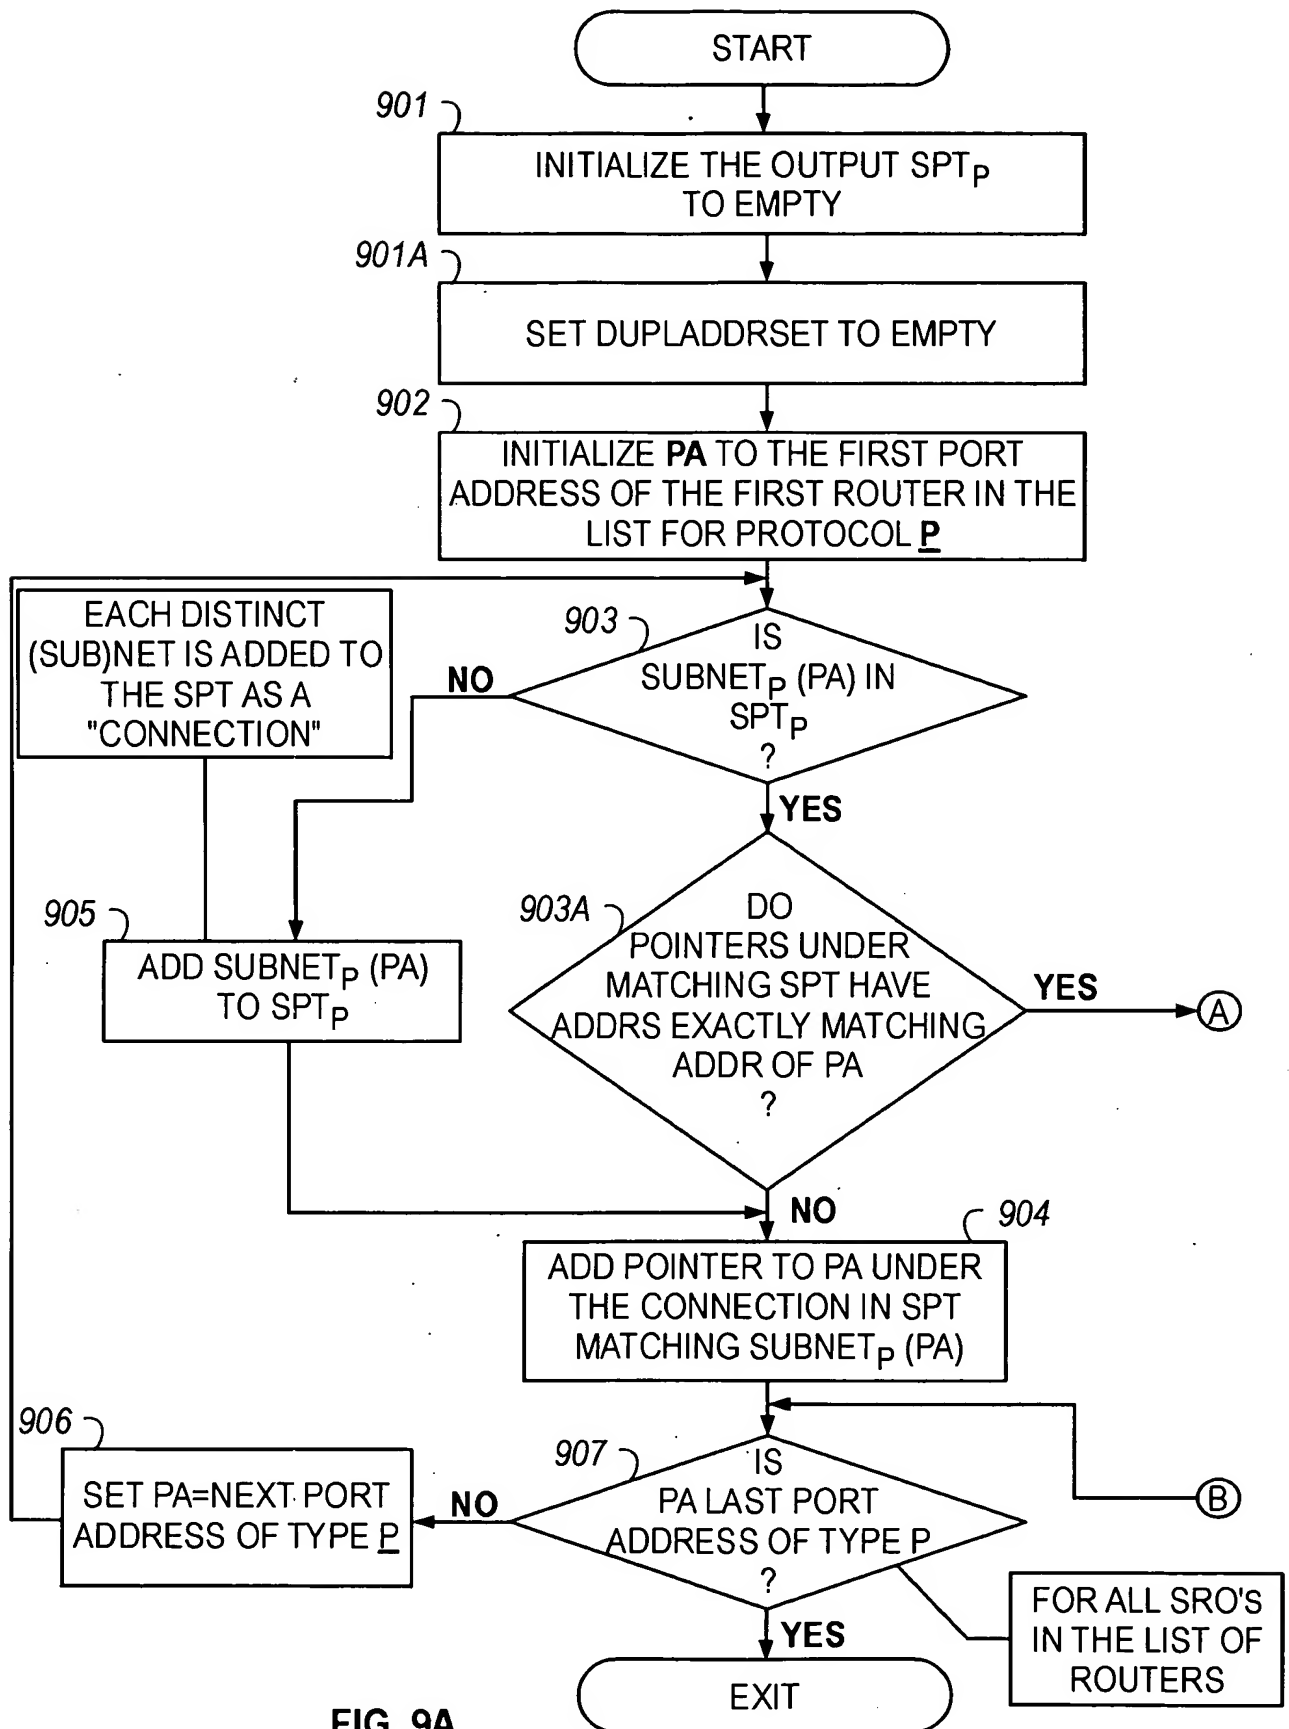 START
901
INITIALIZE THE OUTPUT SPTP
TO EMPTY
901A
SET DUPLADDRSET TO EMPTY
902
INITIALIZE PA TO THE FIRST PORT
ADDRESS OF THE FIRST ROUTER IN THE
LIST FOR PROTOCOL P
EACH DISTINCT
(SUB)NET IS ADDED TO
THE SPT AS A
"CONNECTION"
903
IS
SUBNETP (PA) IN
SPTP
?
NO
YES
903A
DO
POINTERS UNDER
MATCHING SPT HAVE
ADDRS EXACTLY MATCHING
ADDR OF PA
?
YES
A
905
ADD SUBNETP (PA)
TO SPTP
NO
904
ADD POINTER TO PA UNDER
THE CONNECTION IN SPT
MATCHING SUBNETP (PA)
906
SET PA=NEXT PORT
ADDRESS OF TYPE P
NO
907
IS
PA LAST PORT
ADDRESS OF TYPE P
?
B
YES
FOR ALL SRO'S
IN THE LIST OF
ROUTERS
EXIT
FIG. 9A